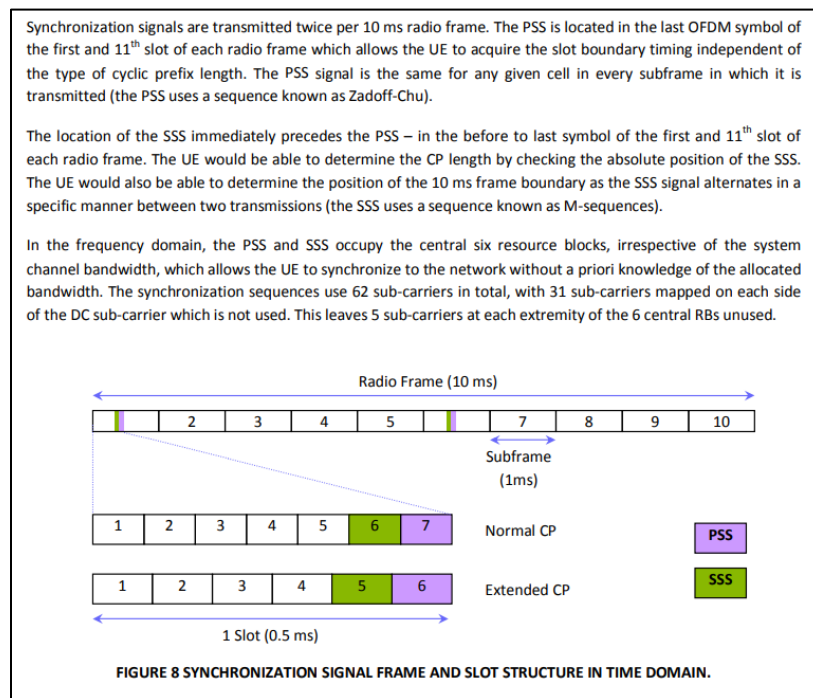 Synchronization signals are transmitted twice per 10 ms radio frame. The PSS is located in the last OFDM symbol of
the first and 11th slot of each radio frame which allows the UE to acquire the slot boundary timing independent of
the type of cyclic prefix length. The PSS signal is the same for any given cell in every subframe in which it is
transmitted (the PSS uses a sequence known as Zadoff-Chu).
The location of the SSS immediately precedes the PSS – in the before to last symbol of the first and 11th slot of
each radio frame. The UE would be able to determine the CP length by checking the absolute position of the SSS.
The UE would also be able to determine the position of the 10 ms frame boundary as the SSS signal alternates in a
specific manner between two transmissions (the SSS uses a sequence known as M-sequences).
In the frequency domain, the PSS and SSS occupy the central six resource blocks, irrespective of the system
channel bandwidth, which allows the UE to synchronize to the network without a priori knowledge of the allocated
bandwidth. The synchronization sequences use 62 sub-carriers in total, with 31 sub-carriers mapped on each side
of the DC sub-carrier which is not used. This leaves 5 sub-carriers at each extremity of the 6 central RBs unused.
Radio Frame (10 ms)
2 3 4 5 7 8 9 10
Subframe
(1ms)
1 2 3 4 5 6 7 Normal CP PSS
1 2 3 4 5 6 Extended CP SSS
1 Slot (0.5 ms)
FIGURE 8 SYNCHRONIZATION SIGNAL FRAME AND SLOT STRUCTURE IN TIME DOMAIN.